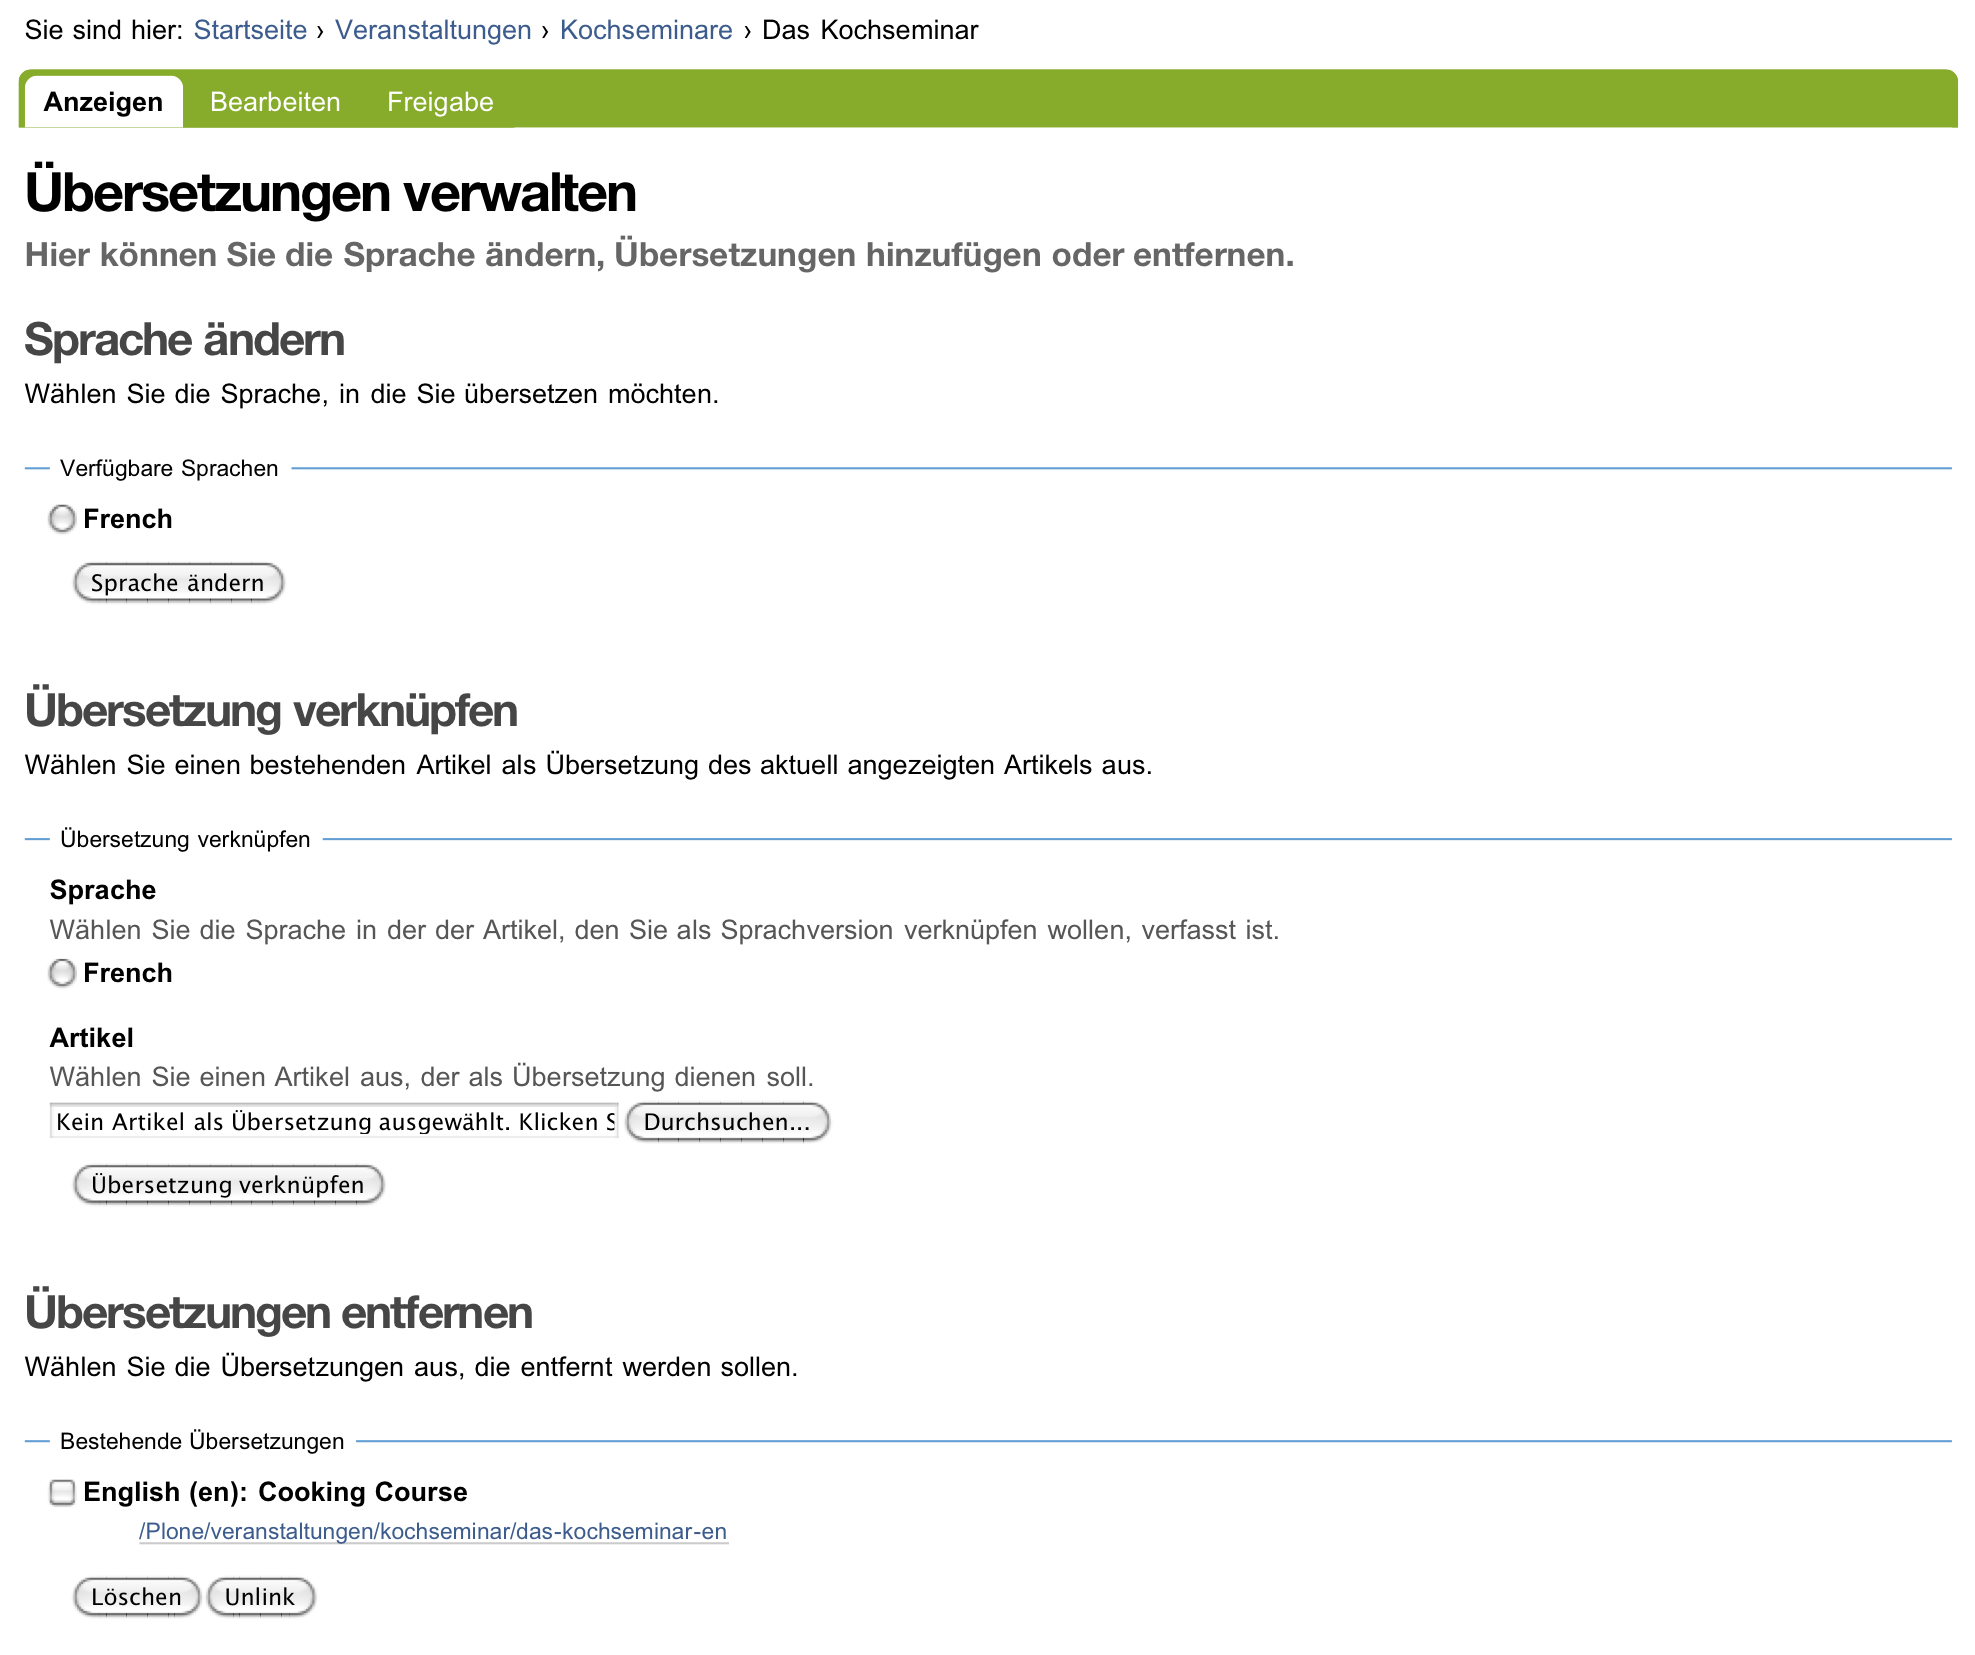 Sie sind hier: Startseite › Veranstaltungen › Kochseminare › Das Kochseminar
Anzeigen Bearbeiten Freigabe
Übersetzungen verwalten
Hier können Sie die Sprache ändern, Übersetzungen hinzufügen oder entfernen.
Sprache ändern
Wählen Sie die Sprache, in die Sie übersetzen möchten.
Verfügbare Sprachen
French
Sprache ändern
Übersetzung verknüpfen
Wählen Sie einen bestehenden Artikel als Übersetzung des aktuell angezeigten Artikels aus.
Übersetzung verknüpfen
Sprache
Wählen Sie die Sprache in der der Artikel, den Sie als Sprachversion verknüpfen wollen, verfasst ist.
French
Artikel
Wählen Sie einen Artikel aus, der als Übersetzung dienen soll.
Kein Artikel als Übersetzung ausgewählt. Klicken S Durchsuchen...
Übersetzung verknüpfen
Übersetzungen entfernen
Wählen Sie die Übersetzungen aus, die entfernt werden sollen.
Bestehende Übersetzungen
English (en): Cooking Course
/Plone/veranstaltungen/kochseminar/das-kochseminar-en
Löschen Unlink